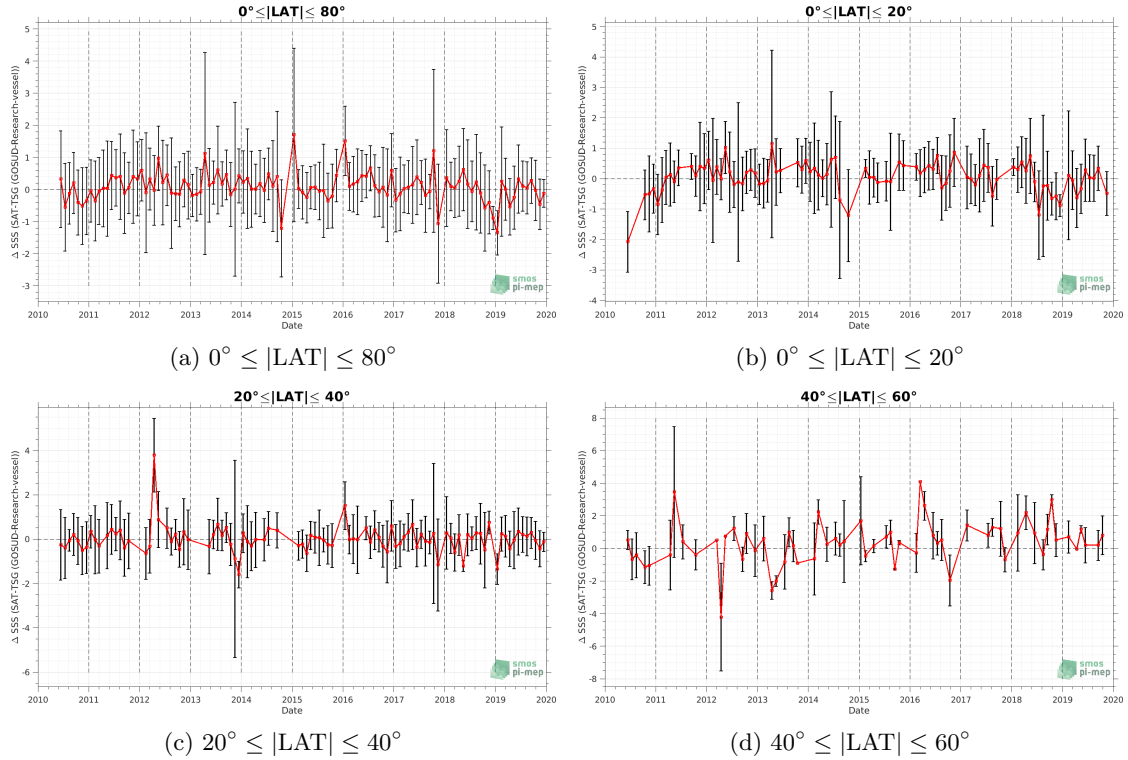 0°≤|LAT|≤ 80°
Δ SSS (SAT-TSG (GOSUD-Research-vessel))
5
4
3
2
1
0
-1
-2
-3
2010 2011 2012 2013 2014 2015 2016 2017 2018 2019 2020
Date
smos
pi-mep
(a) 0° ≤ |LAT| ≤ 80°
0°≤|LAT|≤ 20°
Δ SSS (SAT-TSG (GOSUD-Research-vessel))
5
4
3
2
1
0
-1
-2
-3
-4
2010 2011 2012 2013 2014 2015 2016 2017 2018 2019 2020
Date
smos
pi-mep
(b) 0° ≤ |LAT| ≤ 20°
20°≤|LAT|≤ 40°
Δ SSS (SAT-TSG (GOSUD-Research-vessel))
4
2
0
-2
-4
-6
2010 2011 2012 2013 2014 2015 2016 2017 2018 2019 2020
Date
smos
pi-mep
(c) 20° ≤ |LAT| ≤ 40°
40°≤|LAT|≤ 60°
Δ SSS (SAT-TSG (GOSUD-Research-vessel))
8
6
4
2
0
-2
-4
-6
-8
2010 2011 2012 2013 2014 2015 2016 2017 2018 2019 2020
Date
smos
pi-mep
(d) 40° ≤ |LAT| ≤ 60°